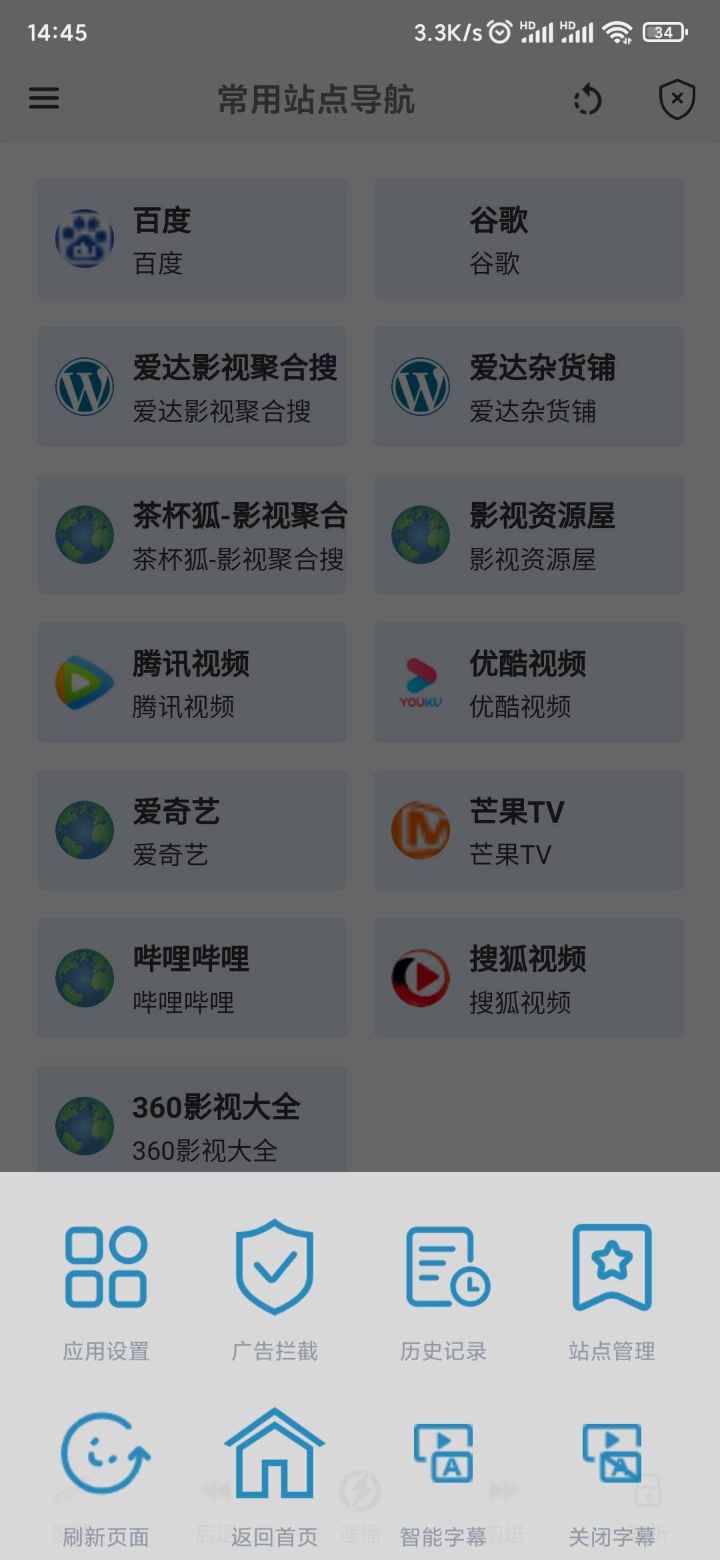 14:45 3.3K/s HD HD 34
常用站点导航
百度
百度
谷歌
谷歌
爱达影视聚合搜
爱达影视聚合搜
爱达杂货铺
爱达杂货铺
茶杯狐-影视聚合
茶杯狐-影视聚合搜
影视资源屋
影视资源屋
腾讯视频
腾讯视频
YOUKU
优酷视频
优酷视频
爱奇艺
爱奇艺
芒果TV
芒果TV
哔哩哔哩
哔哩哔哩
搜狐视频
搜狐视频
360影视大全
360影视大全
应用设置 广告拦截 历史记录 站点管理
刷新页面 返回首页 智能字幕 关闭字幕